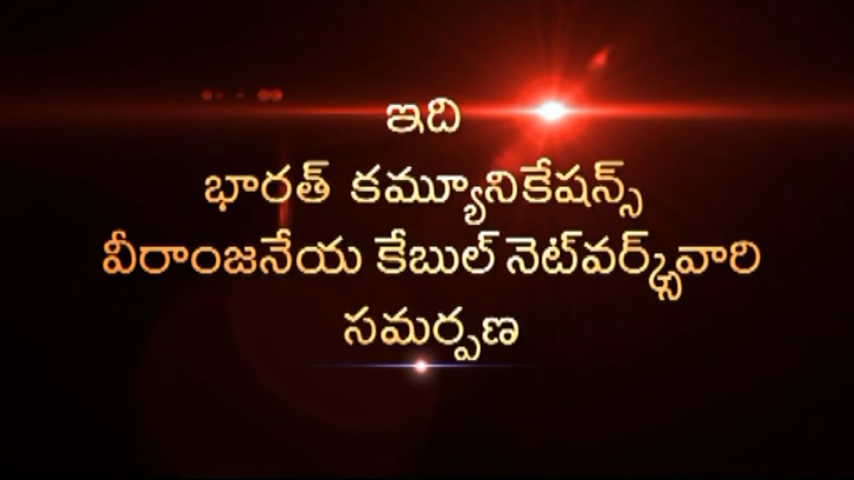 ఇది
భారత్ కమ్యూనికేషన్స్
వీరాంజనేయ కేబుల్ నెట్‌వర్క్స్‌వారి
సమర్పణ